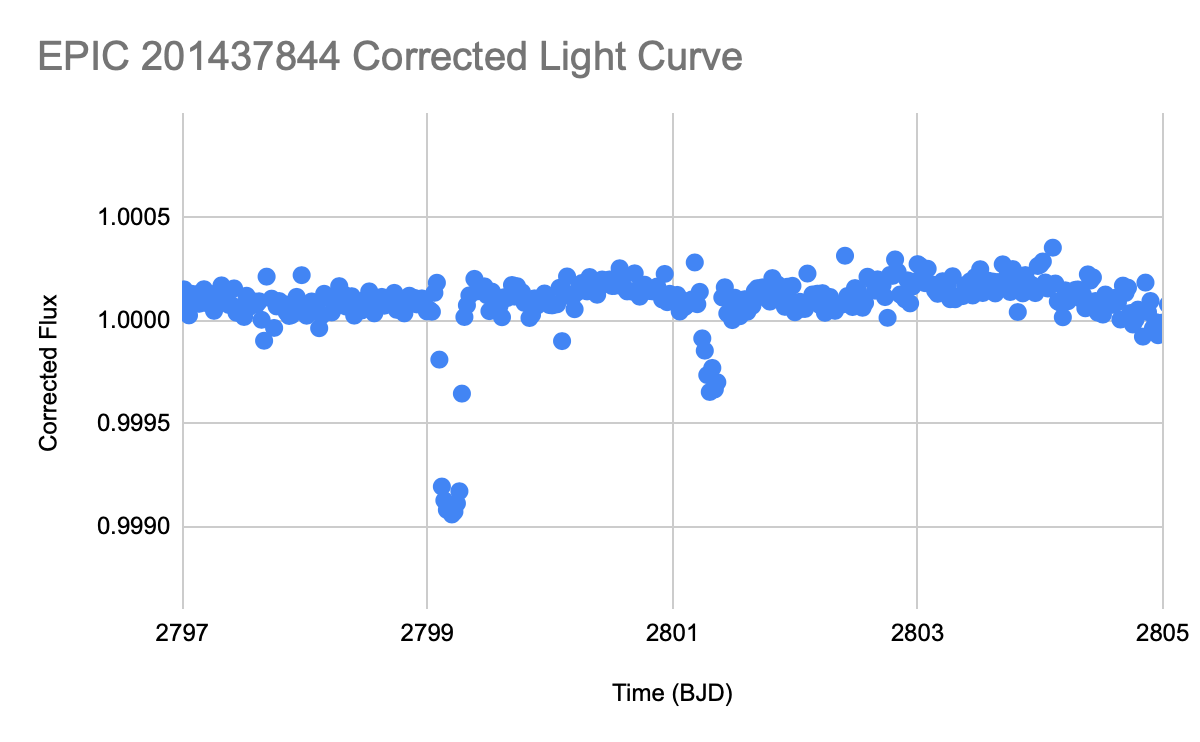 EPIC 201437844 Corrected Light Curve
Corrected Flux
1.0005
1.0000
0.9995
0.9990
2797 2799 2801 2803 2805
Time (BJD)